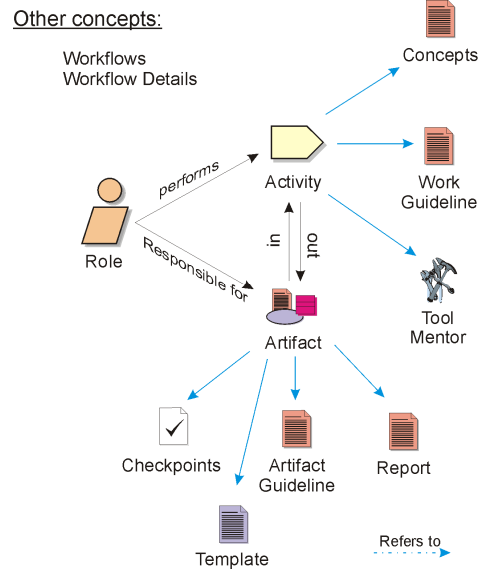 Other concepts:
Workflows
Workflow Details
Concepts
performs
Activity
Work
Guideline
Role
Responsible for
in
out
Tool
Mentor
Artifact
Checkpoints
Artifact
Guideline
Report
Template
Refers to